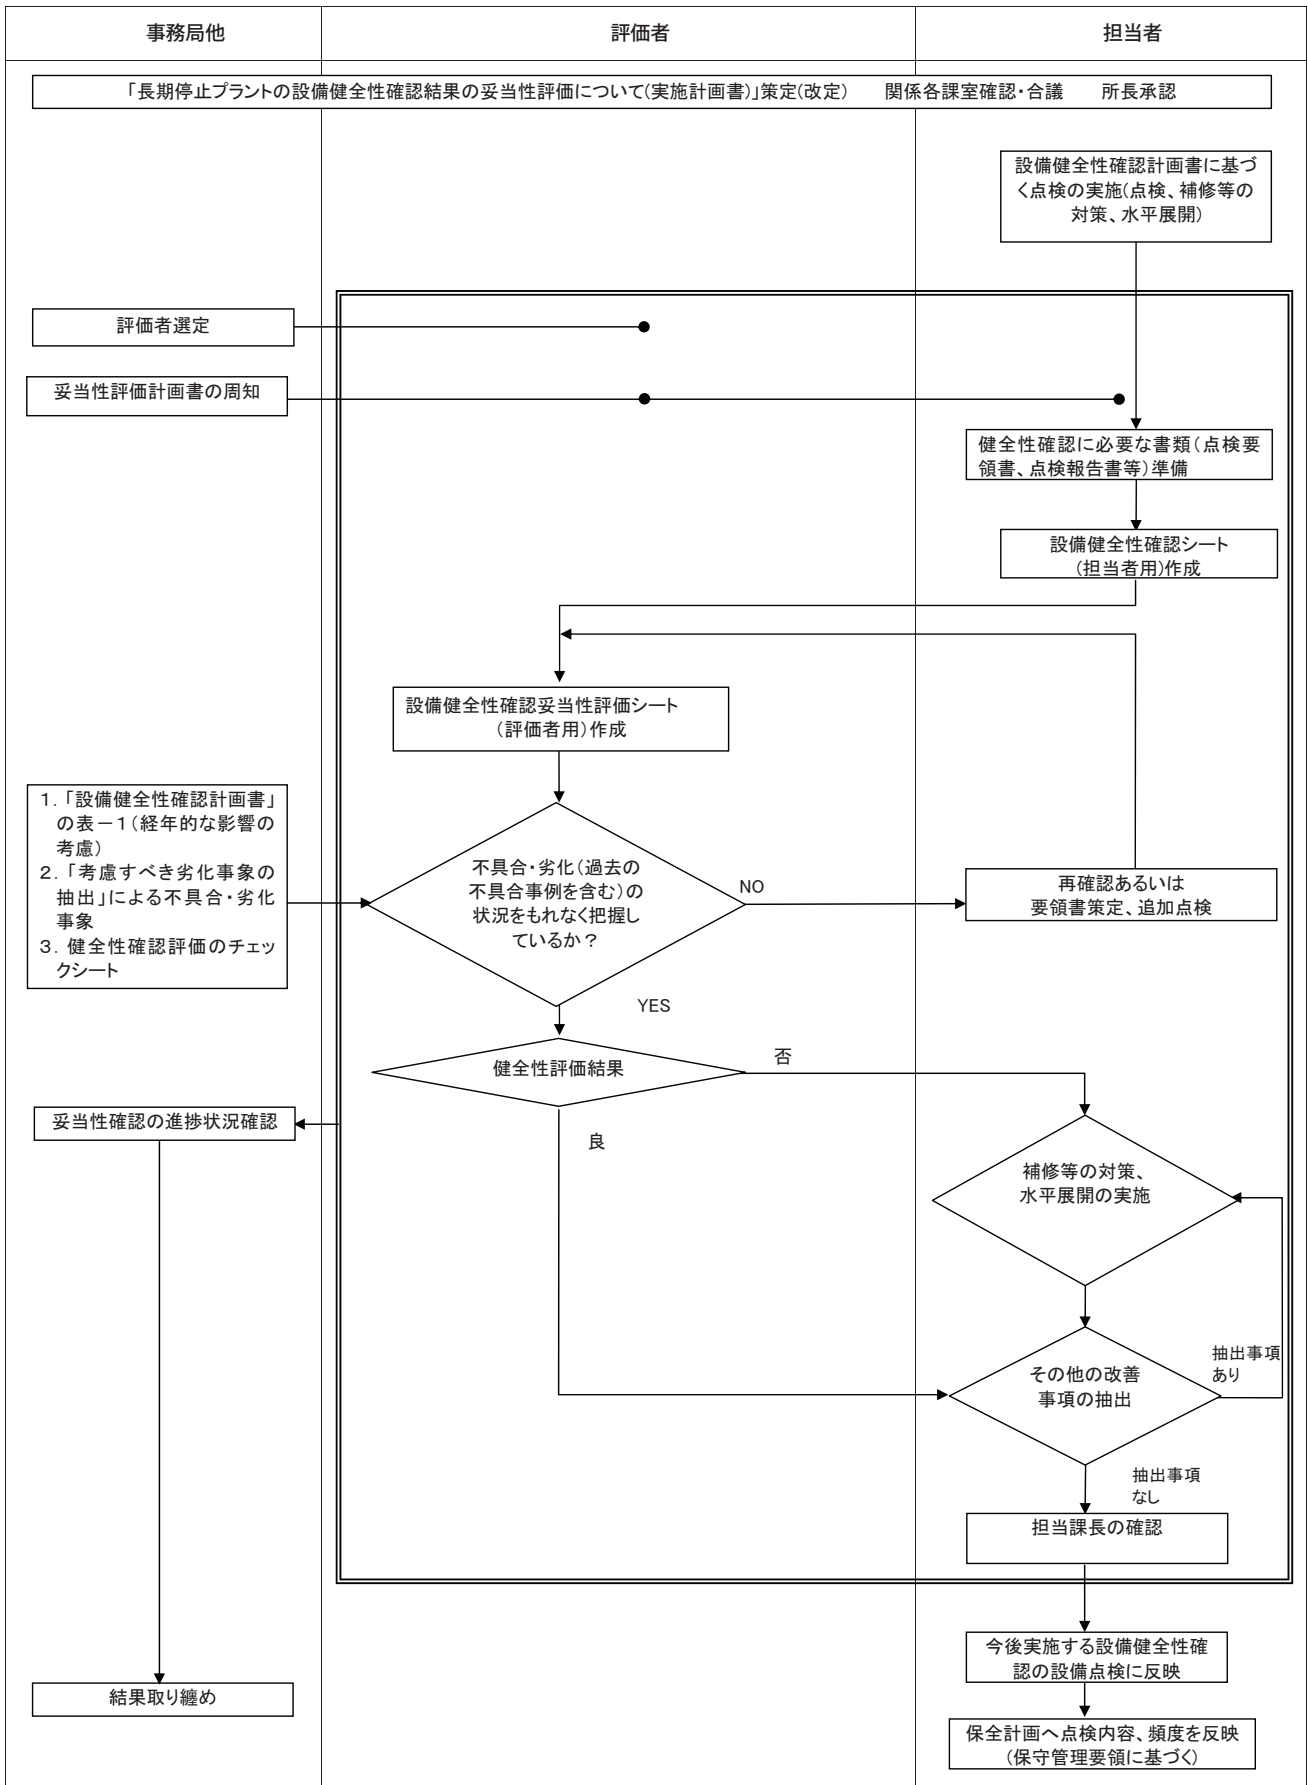 事務局他
評価者
担当者
「長期停止プラントの設備健全性確認結果の妥当性評価について(実施計画書)」策定(改定)　　関係各課室確認・合議　　所長承認
設備健全性確認計画書に基づ
く点検の実施(点検、補修等の
対策、水平展開)
評価者選定
妥当性評価計画書の周知
健全性確認に必要な書類(点検要
領書、点検報告書等)準備
設備健全性確認シート
(担当者用)作成
設備健全性確認妥当性評価シート
(評価者用)作成
1.「設備健全性確認計画書」
の表－1(経年的な影響の
考慮)
2.「考慮すべき劣化事象の
抽出」による不具合・劣化
事象
3. 健全性確認評価のチェッ
クシート
不具合・劣化(過去の
不具合事例を含む)の
状況をもれなく把握し
ているか？
NO
再確認あるいは
要領書策定、追加点検
YES
健全性評価結果
否
妥当性確認の進捗状況確認
良
補修等の対策、
水平展開の実施
その他の改善
事項の抽出
抽出事項
あり
抽出事項
なし
担当課長の確認
今後実施する設備健全性確
認の設備点検に反映
結果取り纏め
保全計画へ点検内容、頻度を反映
(保守管理要領に基づく)